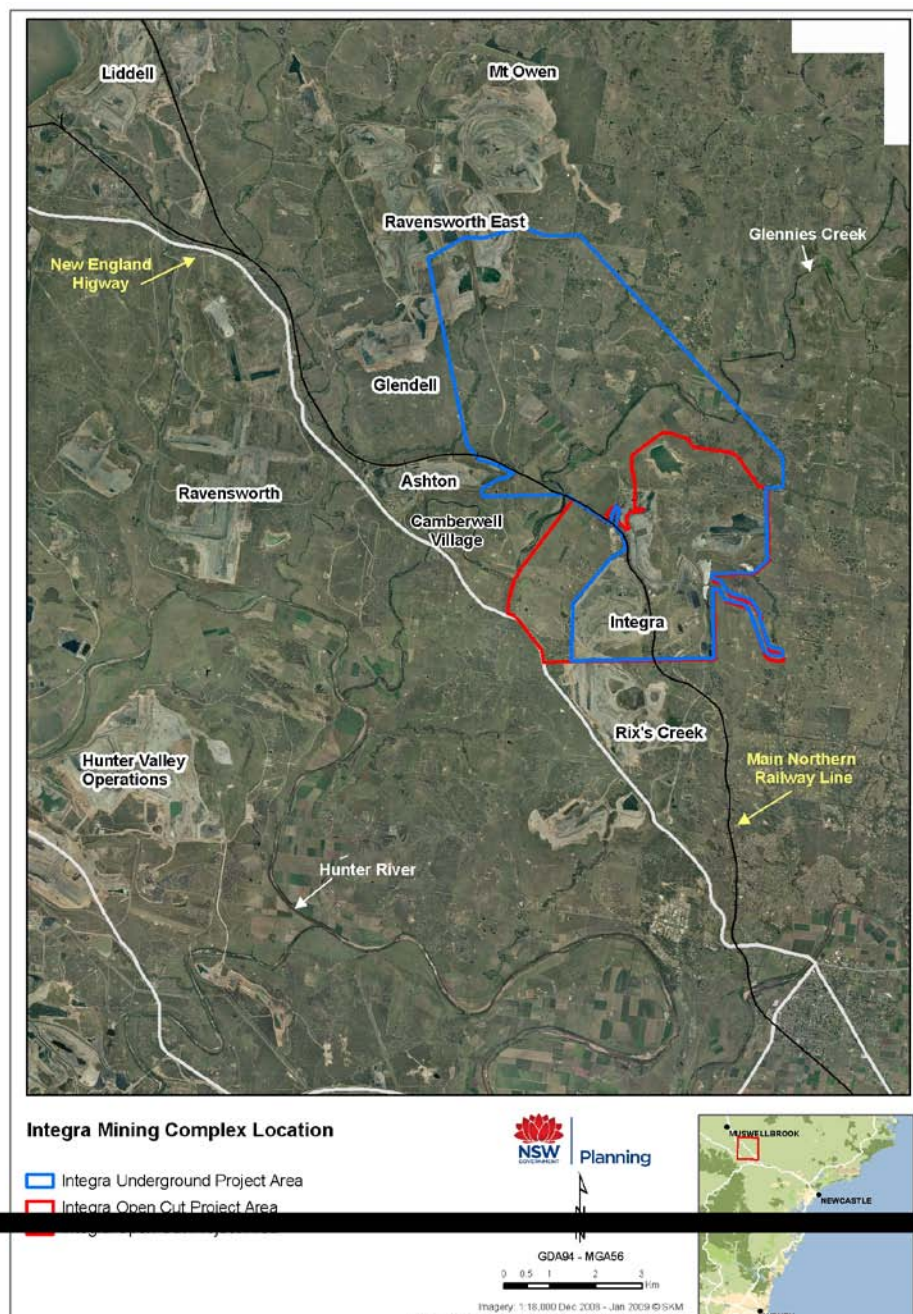 Liddell
Mt Owen
Ravensworth East
Glennies Creek
New England
Higway
Glendell
Ravensworth
Ashton
Camberwell
Village
Integra
Rix's Creek
Hunter Valley
Operations
Main Northern
Railway Line
Hunter River
Integra Mining Complex Location
Integra Underground Project Area
Integra Open Cut Project Area
NSW
GOVERNMENT
Planning
N
GDA94 - MGA56
0 0.5 1 2 3
Km
Imagery: 1:18,000 Dec 2008 - Jan 2009 © SKM
MUSWELLBROOK
NEWCASTLE